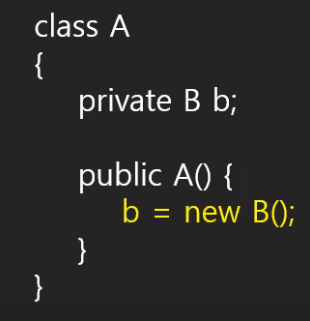 class A
{
private B b;
public A() {
b = new B();
}
}